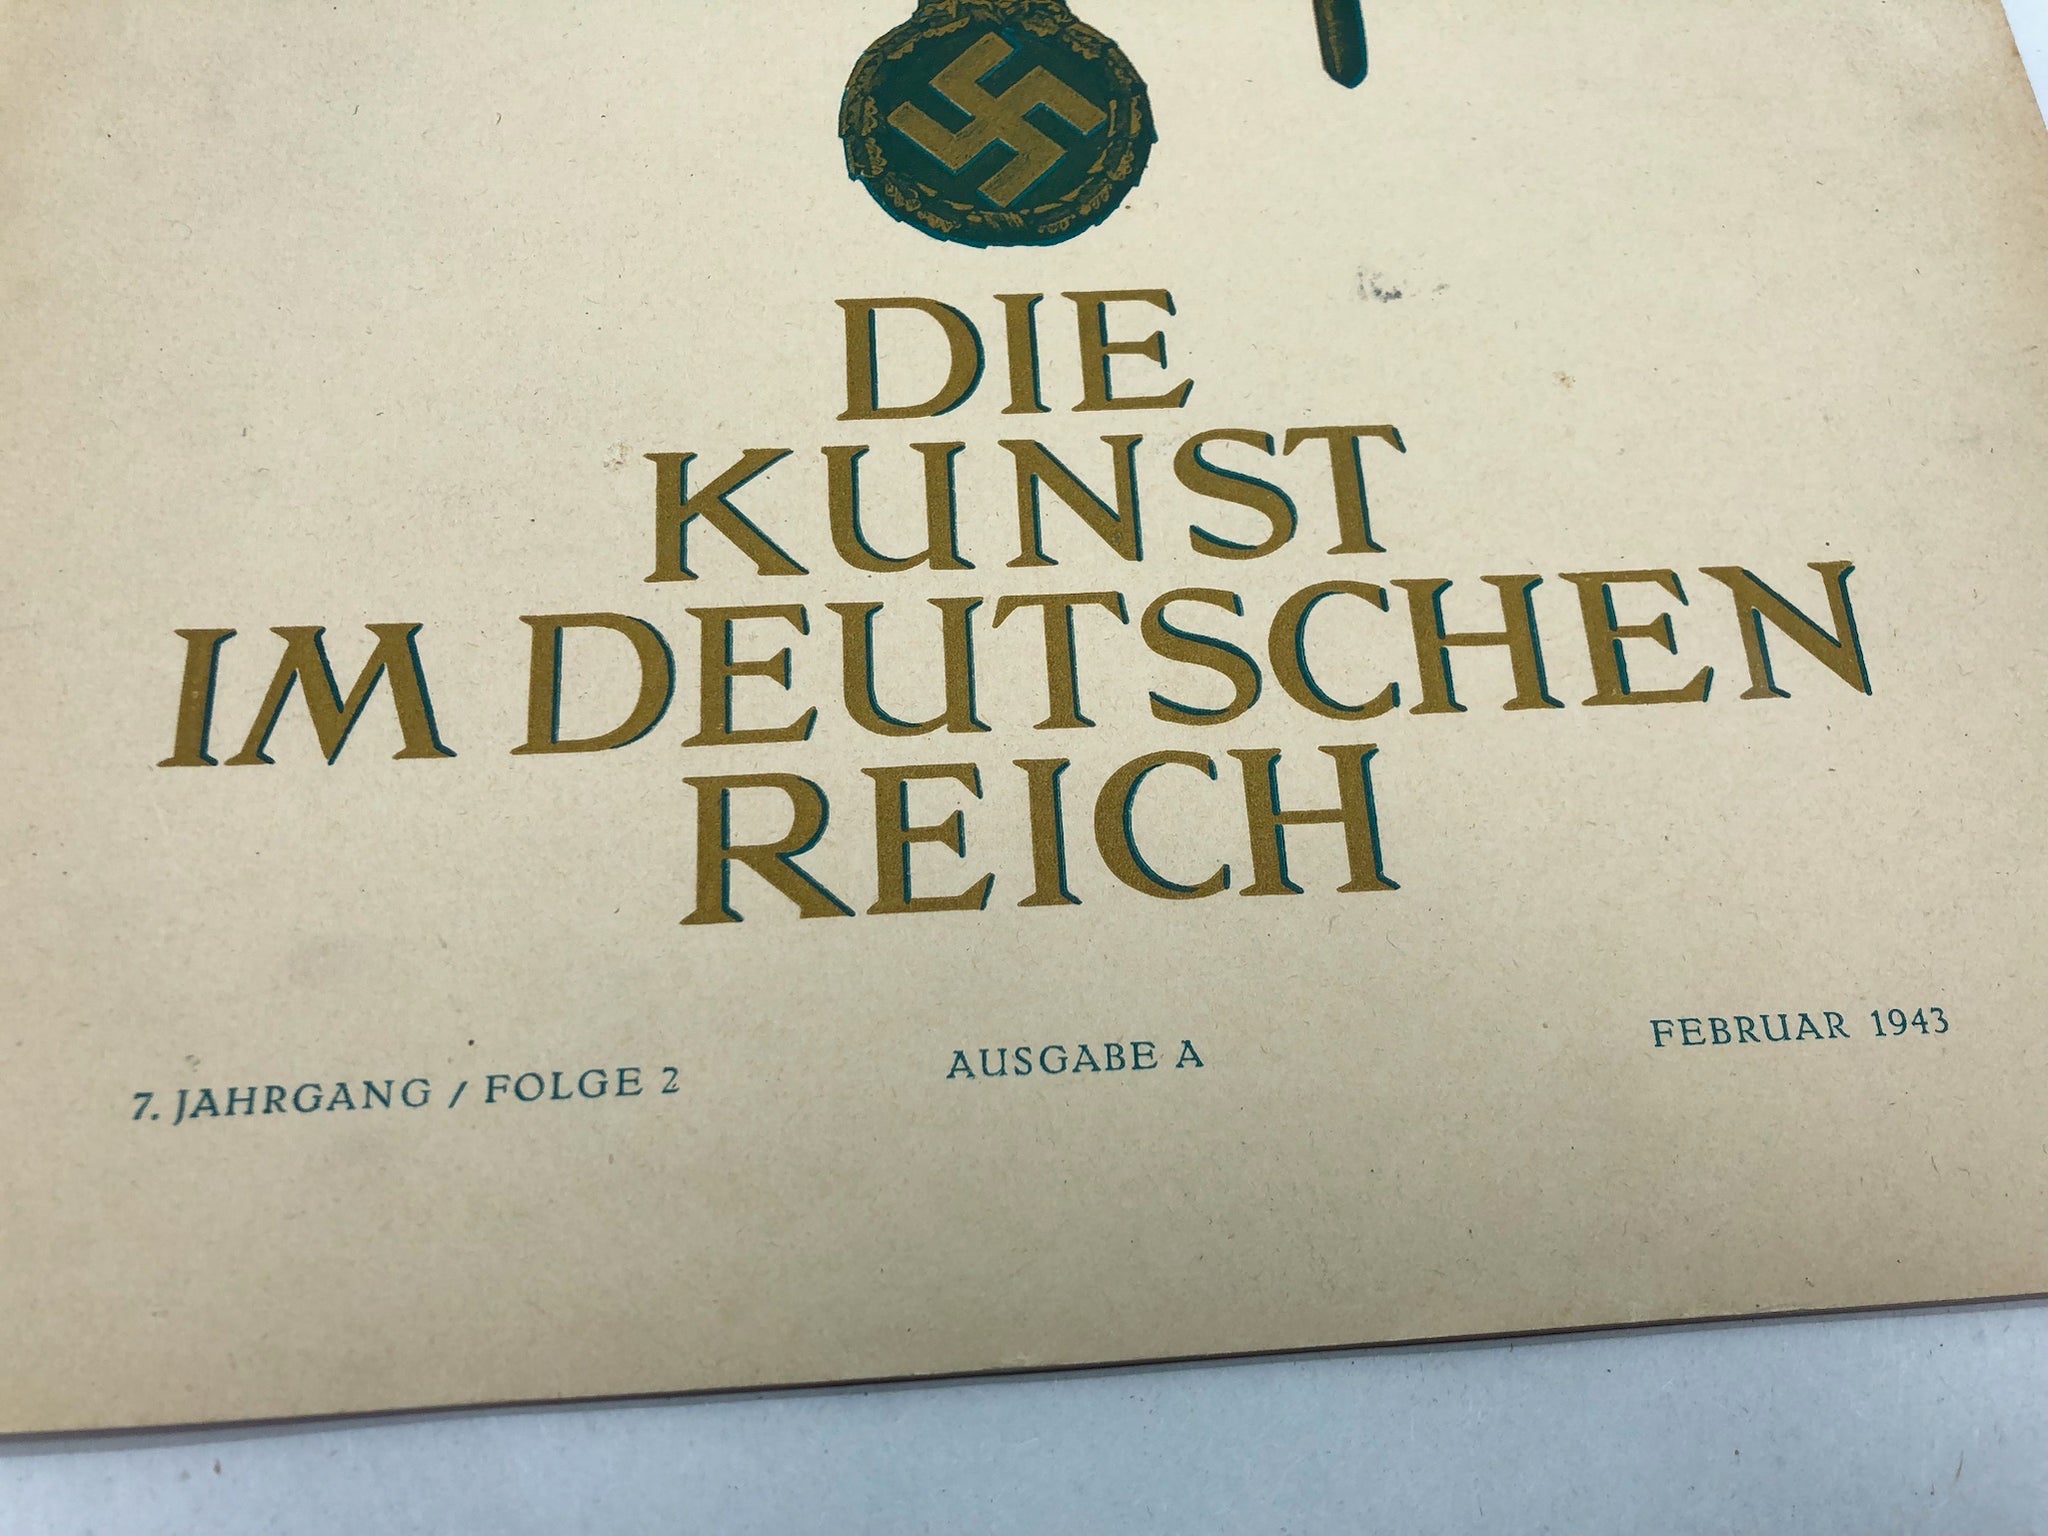 DIE
KUNST
IM DEUTSCHEN
REICH
7. JAHRGANG / FOLGE 2 AUSGABE A FEBRUAR 1943